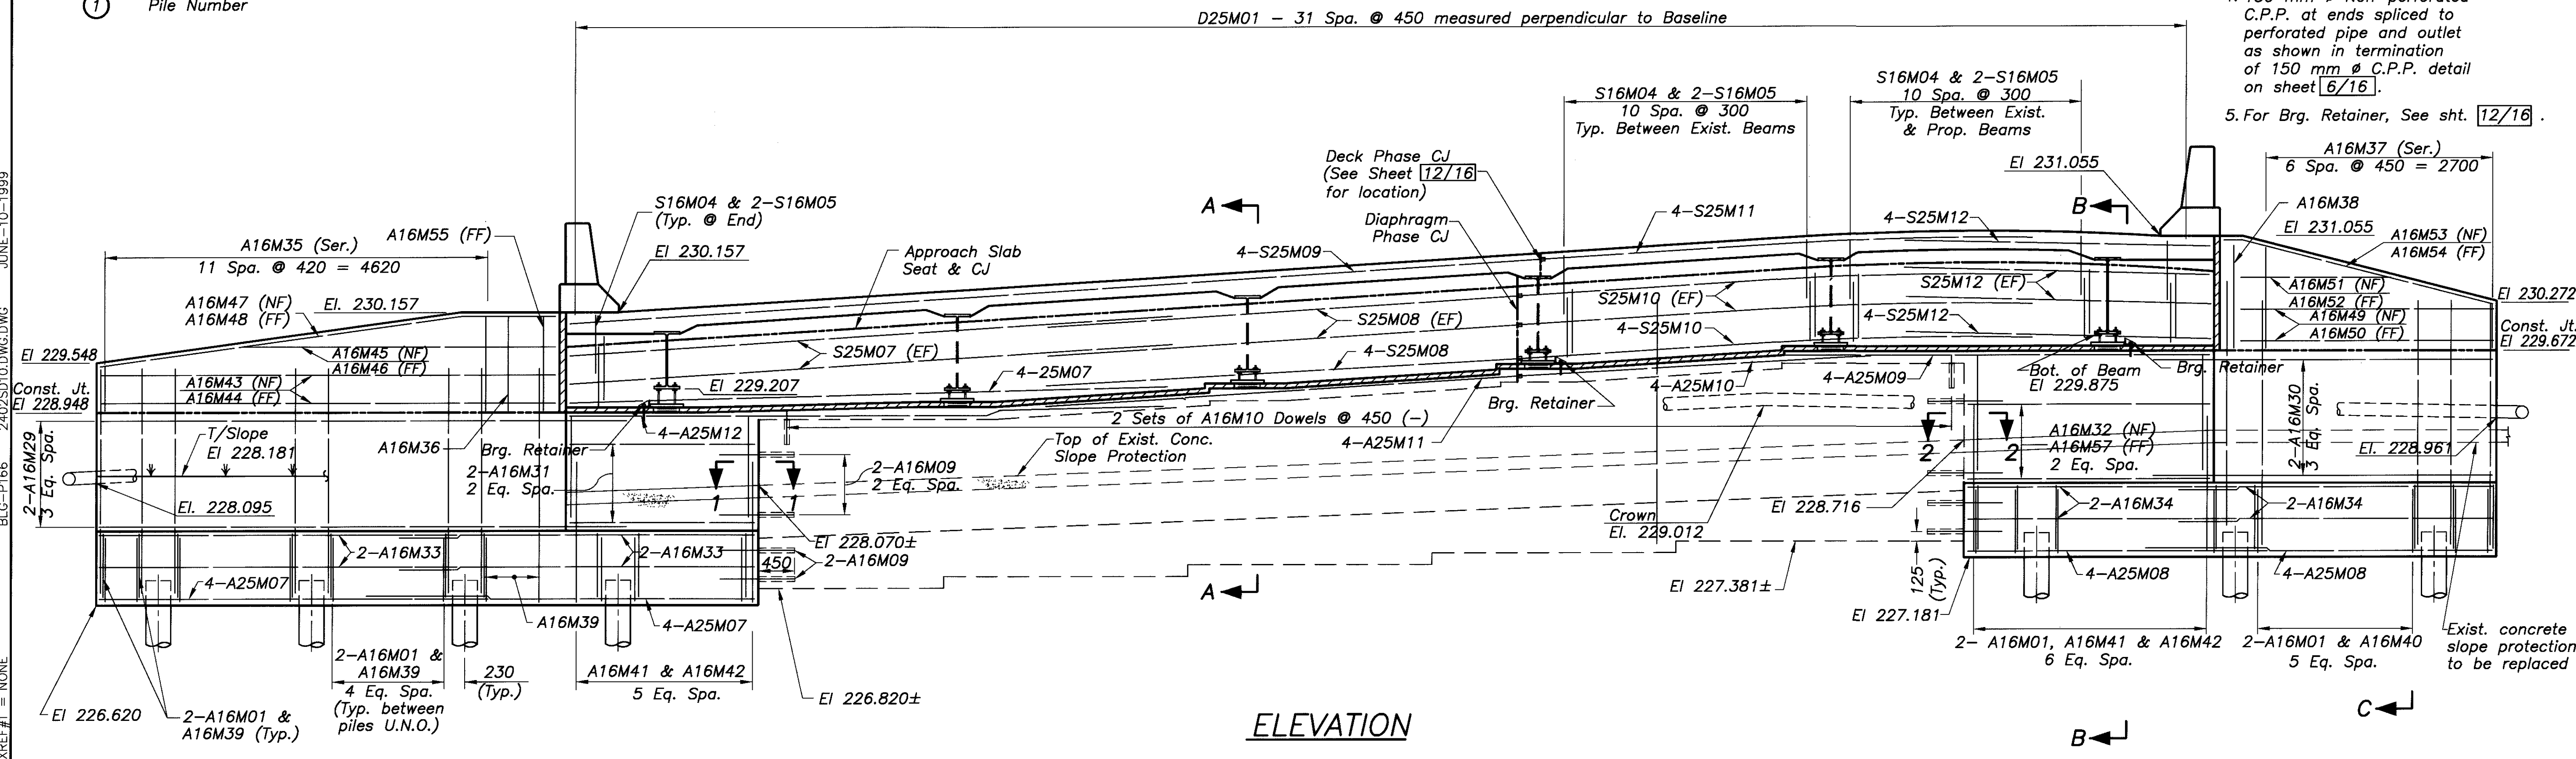 1
Pile Number
D25M01 – 31 Spa. @ 450 measured perpendicular to Baseline
C.P.P. at ends spliced to
perforated pipe and outlet
as shown in termination
of 150 mm ø C.P.P. detail
on sheet 6/16 .
5. For Brg. Retainer, See sht. 12/16 .
S16M04 & 2-S16M05
10 Spa. @ 300
Typ. Between Exist. Beams
S16M04 & 2-S16M05
10 Spa. @ 300
Typ. Between Exist.
& Prop. Beams
A16M37 (Ser.)
6 Spa. @ 450 = 2700
Deck Phase CJ
(See Sheet 12/16
for location)
Diaphragm
Phase CJ
El 231.055
A
B
A16M38
El 231.055
A16M53 (NF)
A16M54 (FF)
A16M51 (NF)
A16M52 (FF)
A16M49 (NF)
A16M50 (FF)
El 230.272
Const. Jt.
El 229.672
S16M04 & 2-S16M05
(Typ. @ End)
A16M35 (Ser.)
11 Spa. @ 420 = 4620
A16M55 (FF)
El 230.157
Approach Slab
Seat & CJ
4-S25M09
4-S25M11
4-S25M12
A16M47 (NF)
A16M48 (FF)
El. 230.157
S25M10 (EF)
S25M12 (EF)
S25M08 (EF)
S25M07 (EF)
4-S25M10
4-S25M12
El 229.548
A16M45 (NF)
A16M46 (FF)
A16M43 (NF)
A16M44 (FF)
Const. Jt.
El 228.948
4-S25M08
4-25M07
El 229.207
4-A25M10
4-A25M09
Bot. of Beam
El 229.875
Brg. Retainer
Brg. Retainer
2 Sets of A16M10 Dowels @ 450 (-)
4-A25M12
4-A25M11
Top of Exist. Conc.
Slope Protection
T/Slope
El 228.181
A16M36
Brg. Retainer
2-A16M31
2 Eq. Spa.
2-A16M29
3 Eq. Spa.
1
1
2-A16M09
2 Eq. Spa.
2
2
A16M32 (NF)
A16M57 (FF)
2 Eq. Spa.
2-A16M30
3 Eq. Spa.
El. 228.961
El. 228.095
El 228.716
Crown
El. 229.012
2-A16M33
2-A16M33
El 228.070±
450
2-A16M09
2-A16M34
2-A16M34
4-A25M07
4-A25M07
A16M39
A
El 227.381±
125
(Typ.)
El 227.181
4-A25M08
4-A25M08
2-A16M01 &
A16M39
4 Eq. Spa.
(Typ. between
piles U.N.O.)
230
(Typ.)
A16M41 & A16M42
5 Eq. Spa.
El 226.820±
2- A16M01, A16M41 & A16M42
6 Eq. Spa.
2-A16M01 & A16M40
5 Eq. Spa.
Exist. concrete
slope protection
to be replaced
El 226.620
2-A16M01 &
A16M39 (Typ.)
ELEVATION
B
C
XREF#1 = NONE
BLG-P166
24025D10.DWG.DWG
JUNE-10-1999